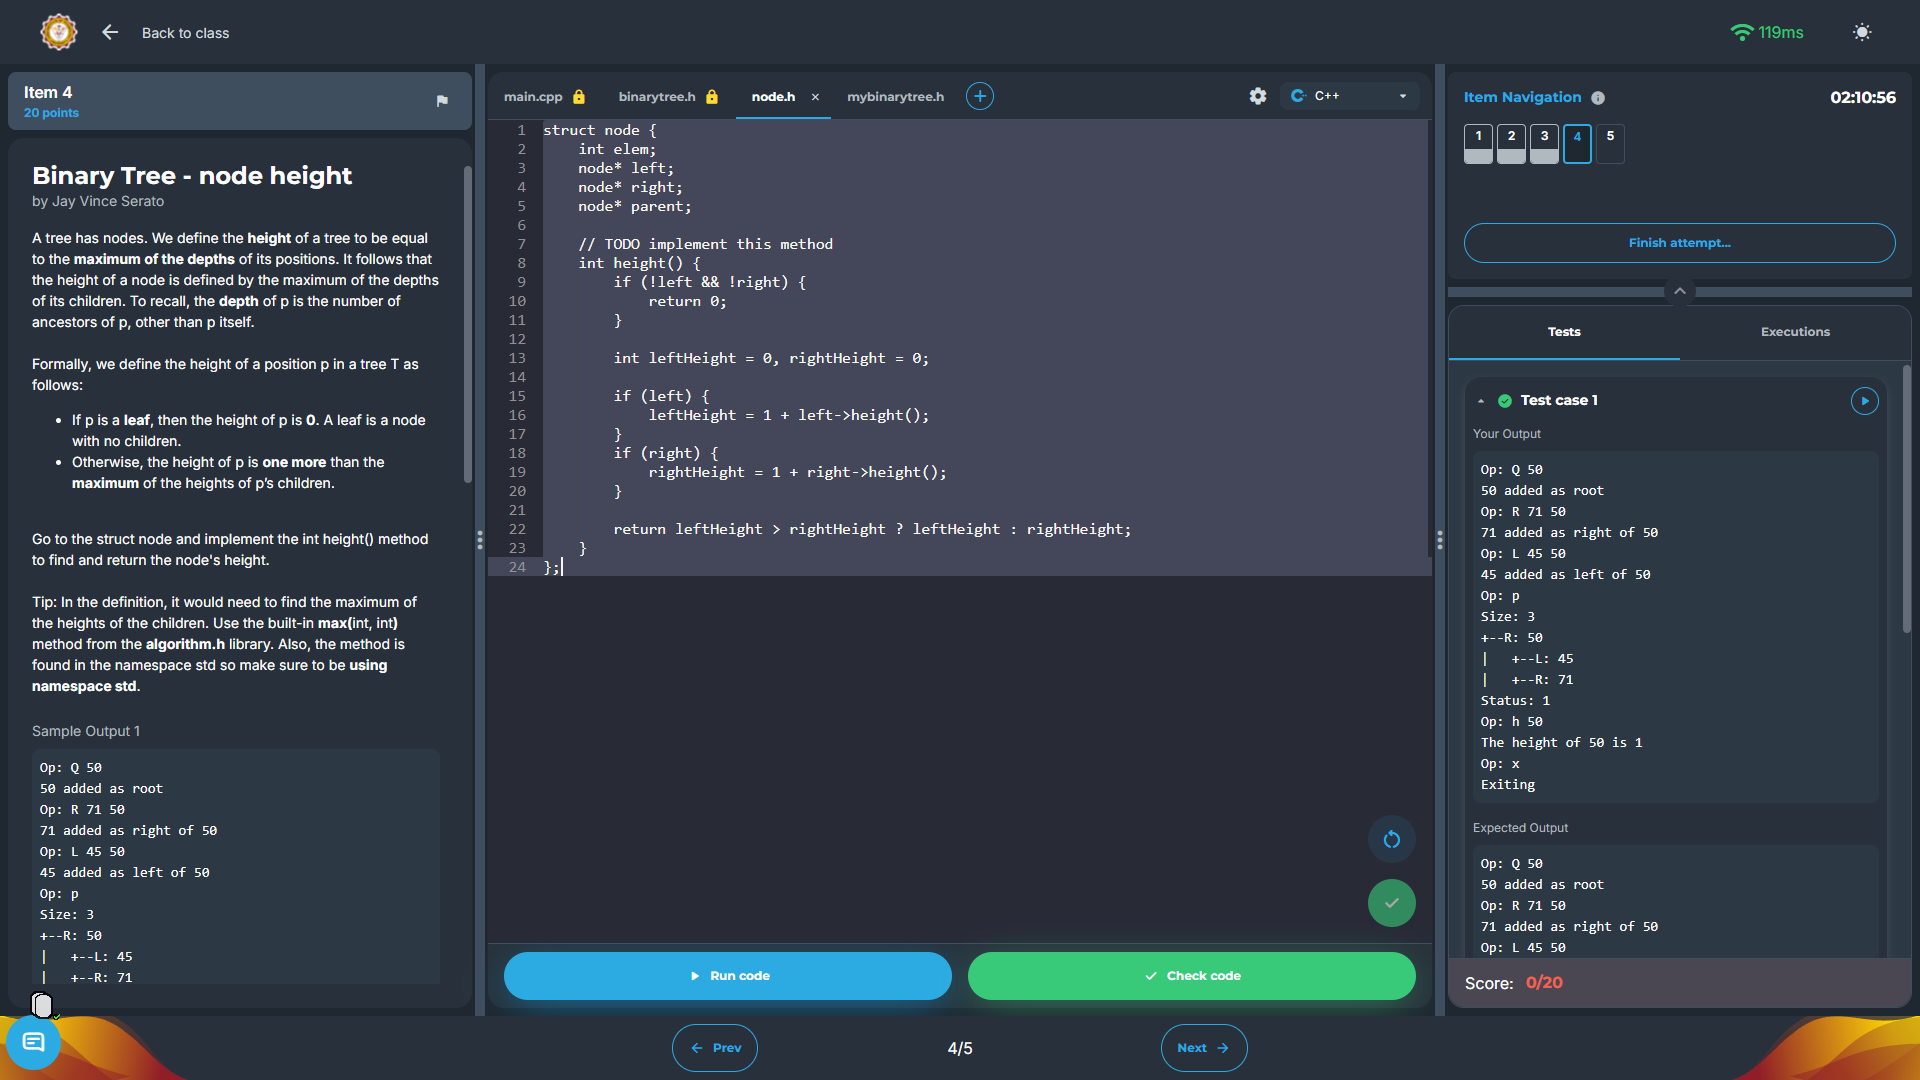 Back to class
119ms
Item 4
20 points
Binary Tree - node height
by Jay Vince Serato
A tree has nodes. We define the height of a tree to be equal
to the maximum of the depths of its positions. It follows that
the height of a node is defined by the maximum of the depths
of its children. To recall, the depth of p is the number of
ancestors of p, other than p itself.
Formally, we define the height of a position p in a tree T as
follows:
• If p is a leaf, then the height of p is 0. A leaf is a node
with no children.
• Otherwise, the height of p is one more than the
maximum of the heights of p’s children.
Go to the struct node and implement the int height() method
to find and return the node's height.
Tip: In the definition, it would need to find the maximum of
the heights of the children. Use the built-in max(int, int)
method from the algorithm.h library. Also, the method is
found in the namespace std so make sure to be using
namespace std.
Sample Output 1
Op: Q 50
50 added as root
Op: R 71 50
71 added as right of 50
Op: L 45 50
45 added as left of 50
Op: p
Size: 3
+--R: 50
|   +--L: 45
|   +--R: 71
main.cpp binarytree.h node.h × mybinarytree.h +
C++
1 struct node {
2     int elem;
3     node* left;
4     node* right;
5     node* parent;
6
7     // TODO implement this method
8     int height() {
9         if (!left && !right) {
10             return 0;
11         }
12
13         int leftHeight = 0, rightHeight = 0;
14
15         if (left) {
16             leftHeight = 1 + left->height();
17         }
18         if (right) {
19             rightHeight = 1 + right->height();
20         }
21
22         return leftHeight > rightHeight ? leftHeight : rightHeight;
23     }
24 };
Run code
Check code
Prev
4/5
Next
Item Navigation
02:10:56
1 2 3 4 5
Finish attempt...
Tests
Executions
Test case 1
Your Output
Op: Q 50
50 added as root
Op: R 71 50
71 added as right of 50
Op: L 45 50
45 added as left of 50
Op: p
Size: 3
+--R: 50
|   +--L: 45
|   +--R: 71
Status: 1
Op: h 50
The height of 50 is 1
Op: x
Exiting
Expected Output
Op: Q 50
50 added as root
Op: R 71 50
71 added as right of 50
Op: L 45 50
Score: 0/20